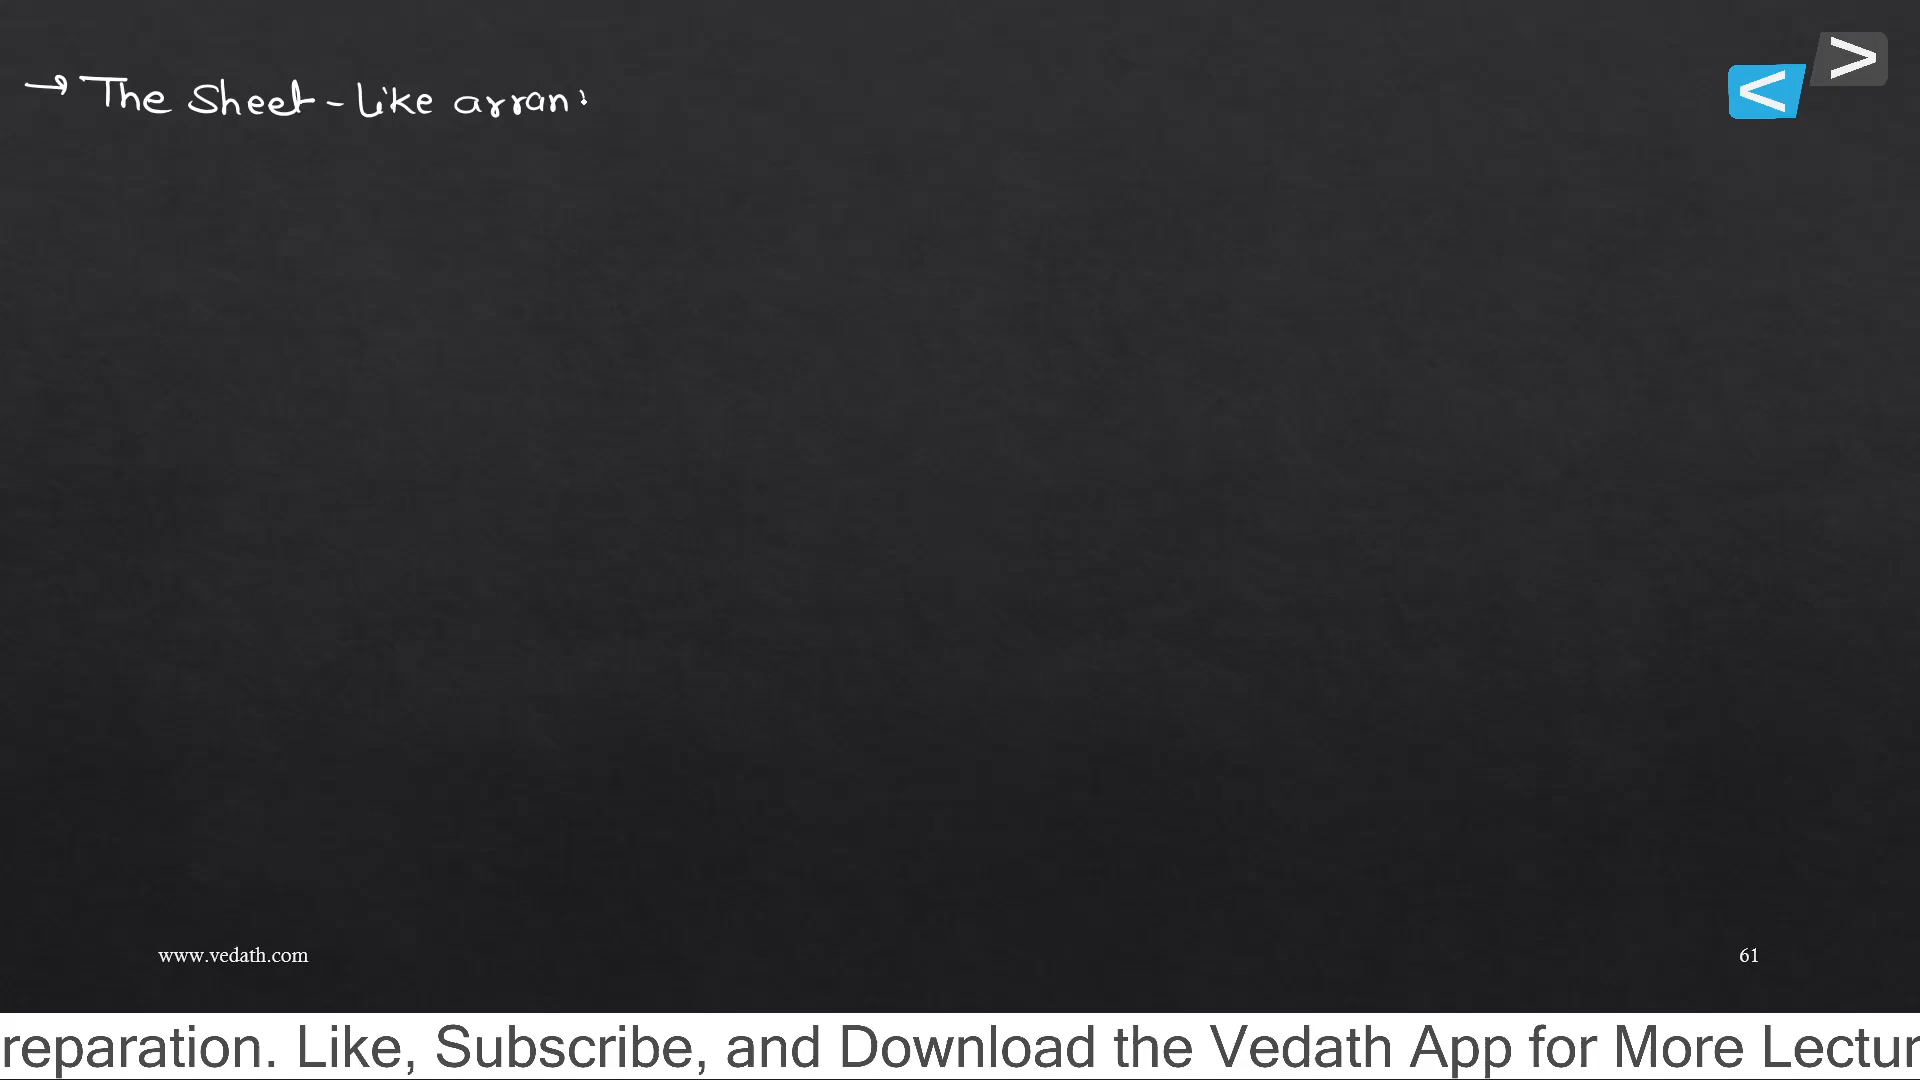 → The Sheet-Like arran
< >
www.vedath.com
61
reparation. Like, Subscribe, and Download the Vedath App for More Lectur